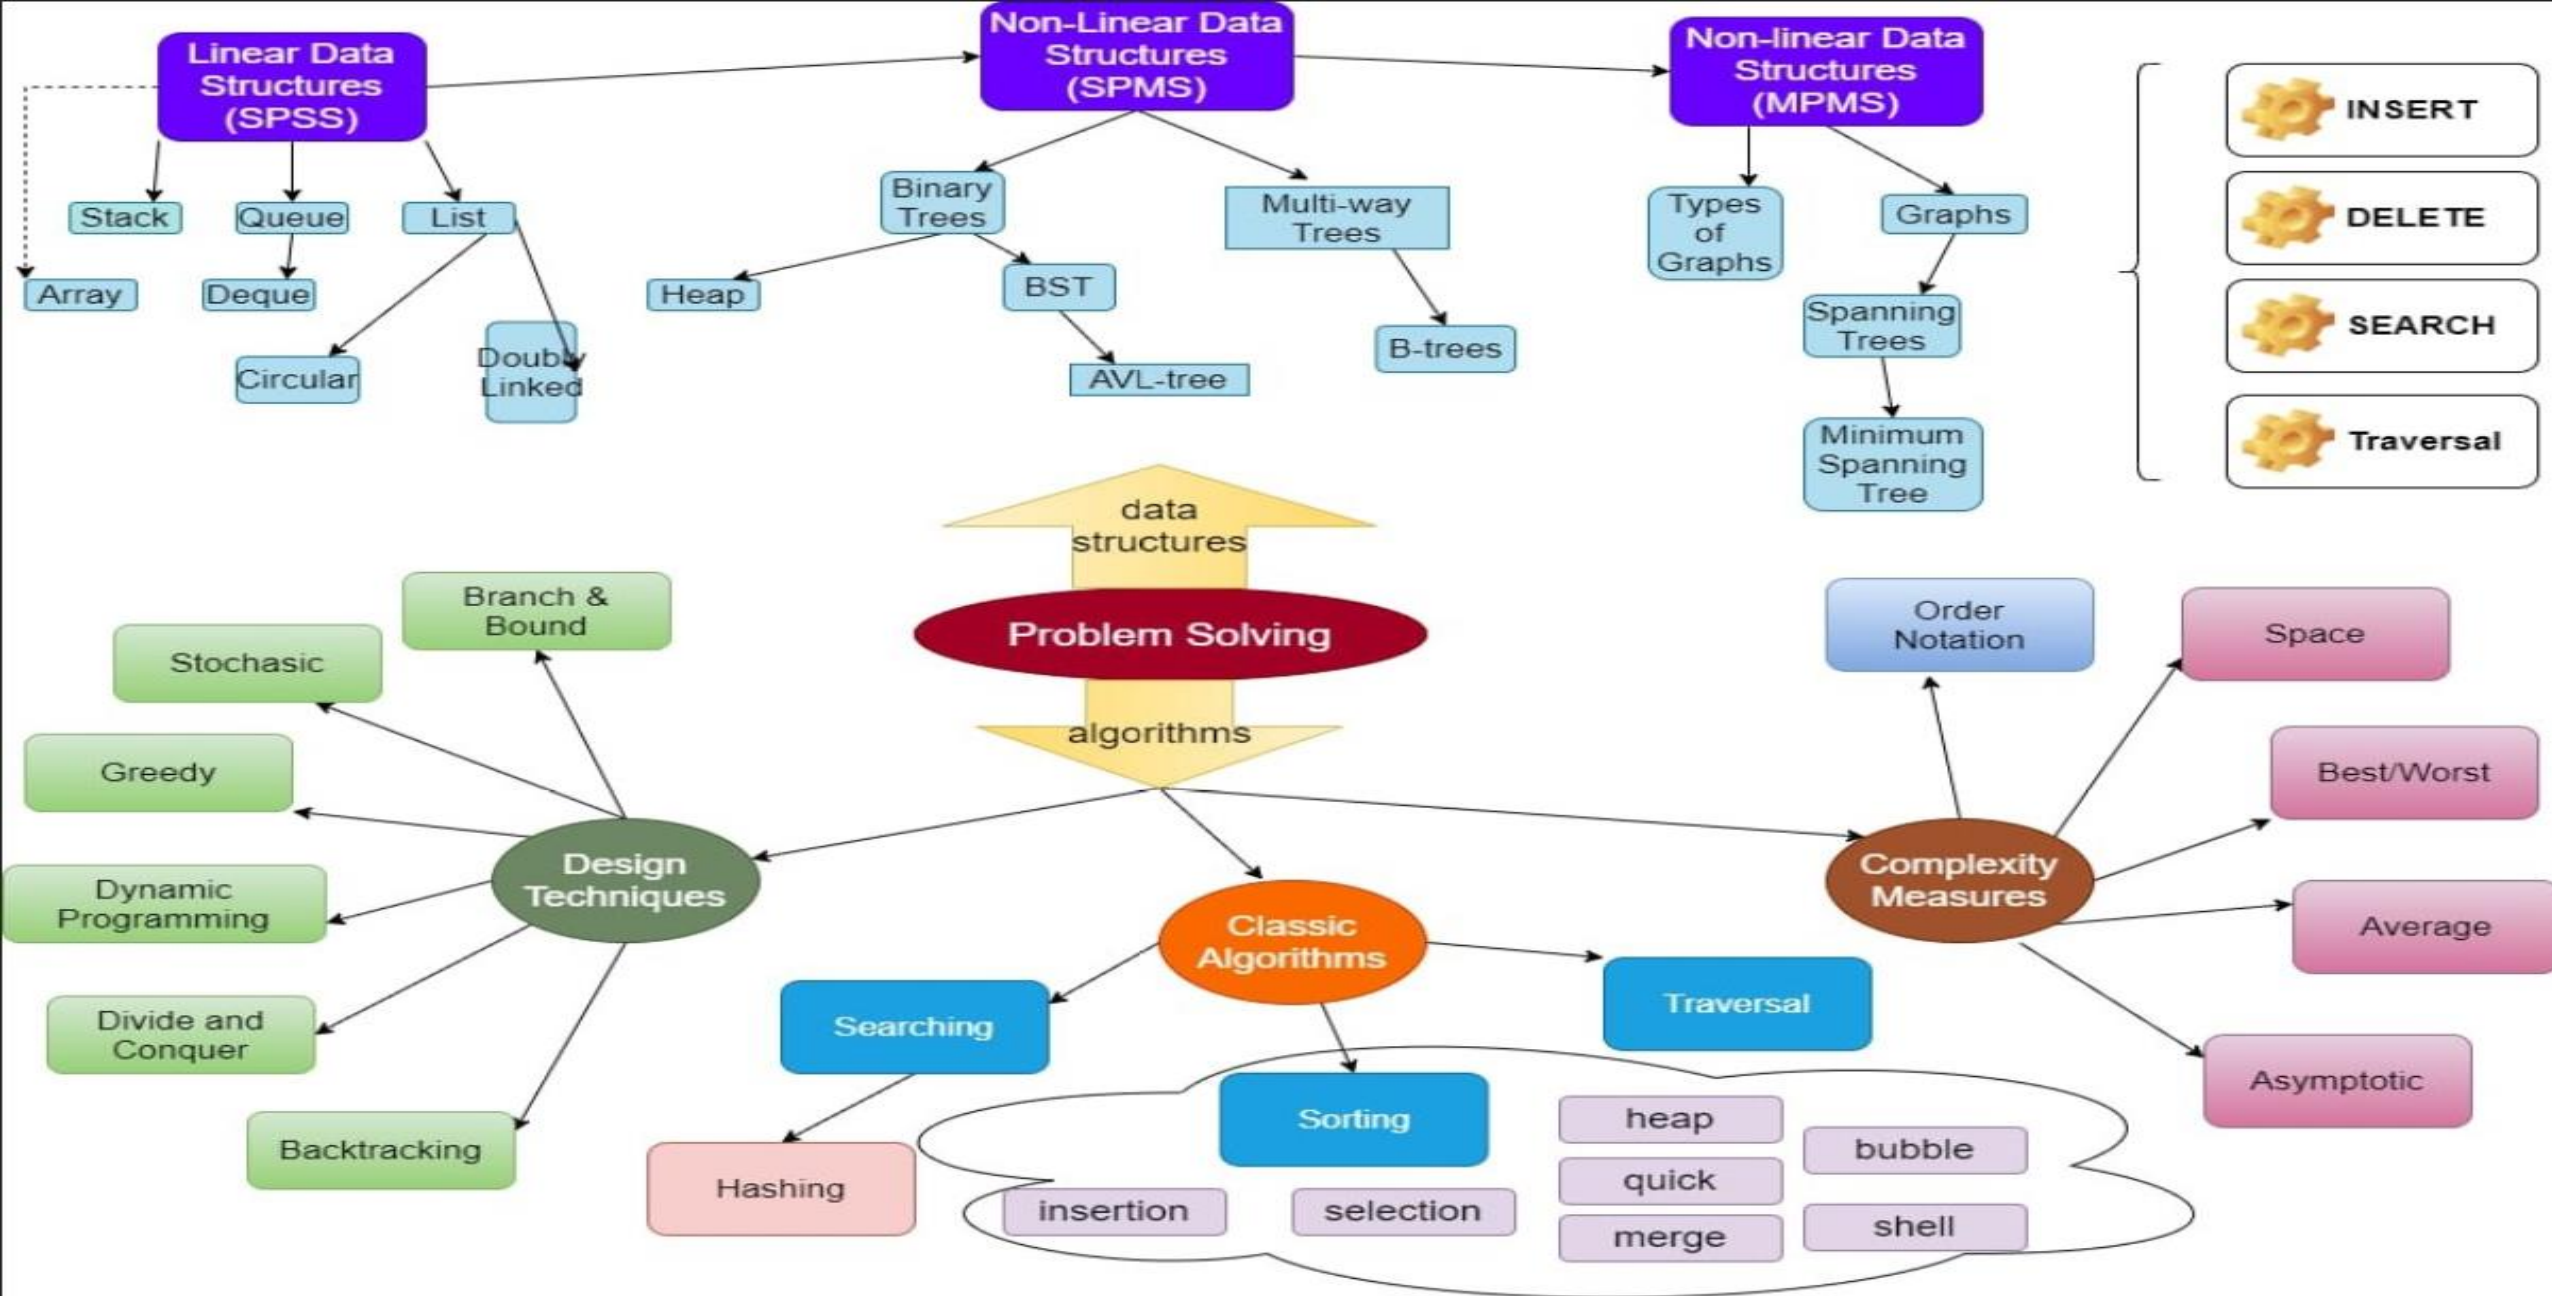 Linear Data
Structures
(SPSS)
Non-Linear Data
Structures
(SPMS)
Non-linear Data
Structures
(MPMS)
INSERT
DELETE
SEARCH
Traversal
Stack
Queue
List
Array
Deque
Circular
Doubly
Linked
Binary
Trees
Multi-way
Trees
Heap
BST
AVL-tree
B-trees
Types
of
Graphs
Graphs
Spanning
Trees
Minimum
Spanning
Tree
data
structures
Problem Solving
algorithms
Branch &
Bound
Stochasic
Greedy
Dynamic
Programming
Divide and
Conquer
Backtracking
Design
Techniques
Classic
Algorithms
Searching
Hashing
Traversal
Sorting
insertion
selection
heap
quick
merge
bubble
shell
Complexity
Measures
Order
Notation
Space
Best/Worst
Average
Asymptotic